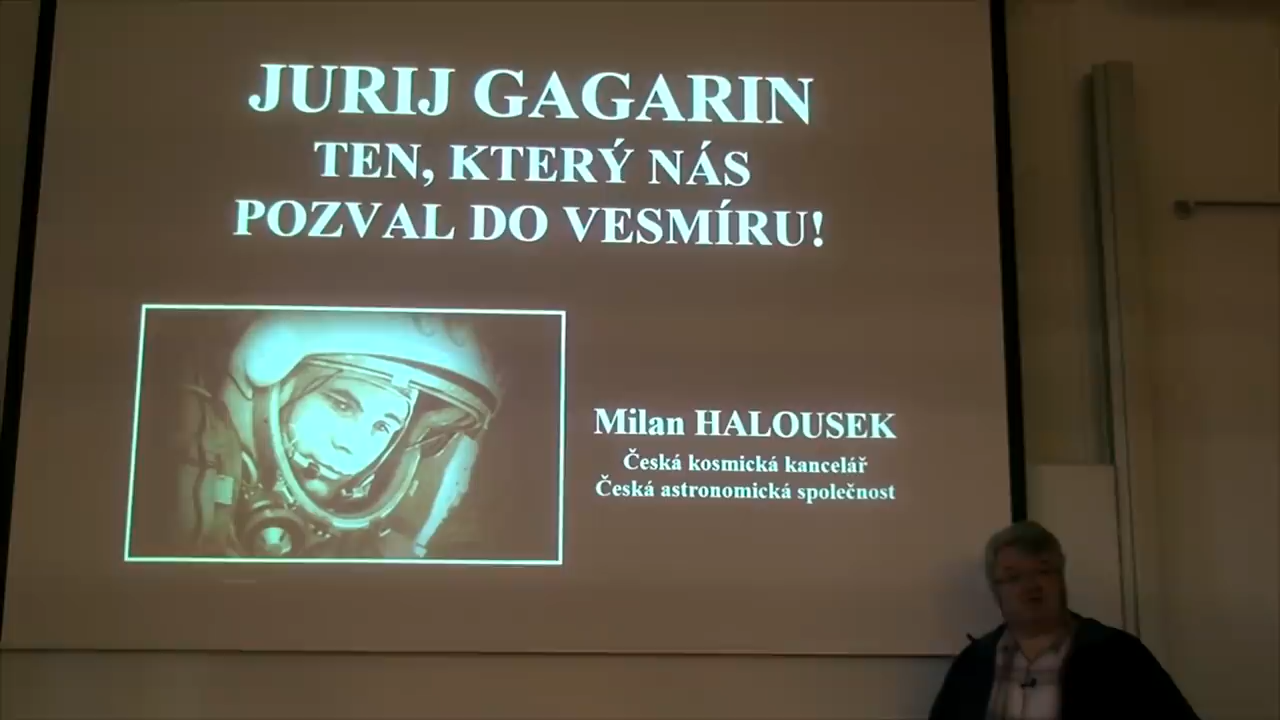 JURIJ GAGARIN
TEN, KTERÝ NÁS
POZVAL DO VESMÍRU!
Milan HALOUSEK
Česká kosmická kancelář
Česká astronomická společnost